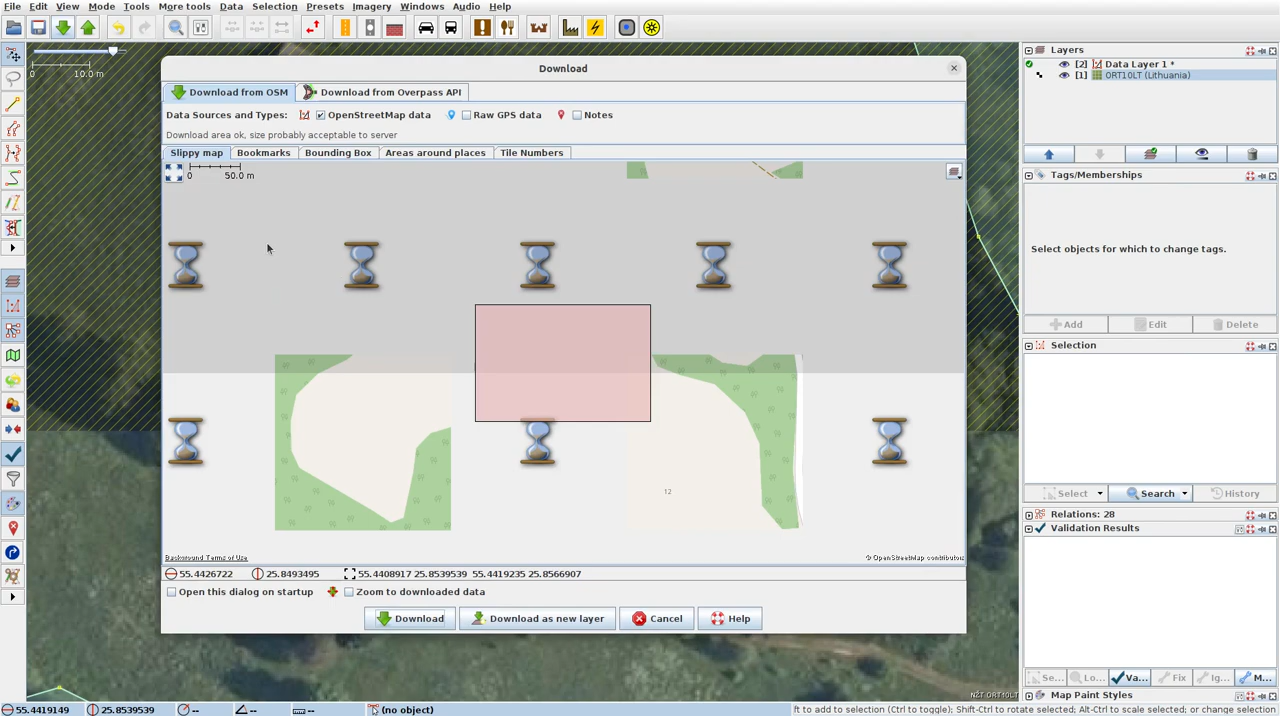 File Edit View Mode Tools More tools Data Selection Presets Imagery Windows Audio Help
0 10.0 m
Download
Download from OSM Download from Overpass API
Data Sources and Types: OpenStreetMap data Raw GPS data Notes
Download area ok, size probably acceptable to server
Slippy map Bookmarks Bounding Box Areas around places Tile Numbers
0 50.0 m
12
Background Terms of Use © OpenStreetMap contributors
55.4426722 25.8493495 55.4408917 25.8539539 55.4419235 25.8566907
Open this dialog on startup Zoom to downloaded data
Download Download as new layer Cancel Help
Layers
[2] Data Layer 1 *
[1] ORT10LT (Lithuania)
Tags/Memberships
Select objects for which to change tags.
Add Edit Delete
Selection
Select Search History
Relations: 28
Validation Results
Se... Lo... Va... Fix Ig... M...
Map Paint Styles
NŽT ORT10LT
55.4419149 25.8539539 -- -- -- (no object) ft to add to selection (Ctrl to toggle); Shift-Ctrl to rotate selected; Alt-Ctrl to scale selected; or change selection